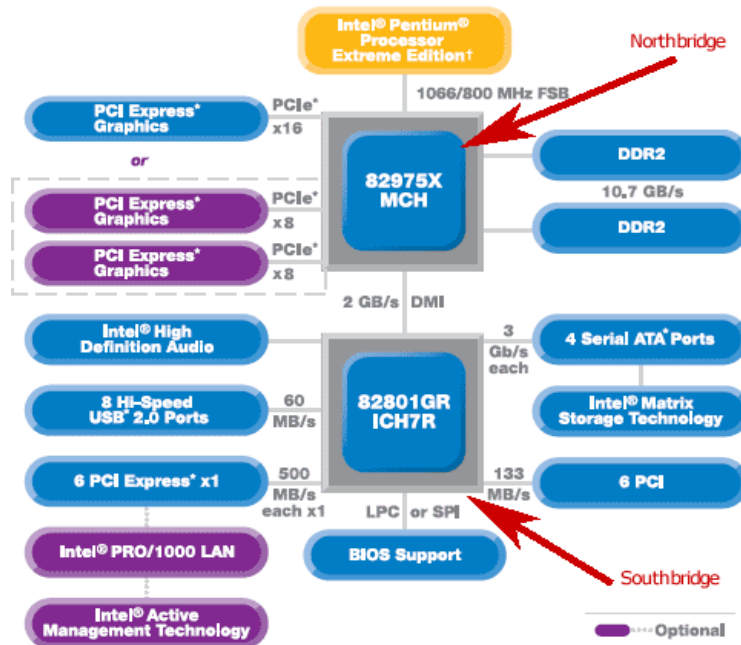 Intel® Pentium®
Processor
Extreme Edition†
Northbridge
1066/800 MHz FSB
PCI Express*
Graphics
PCIe*
x16
or
PCI Express*
Graphics
PCIe*
x8
PCI Express*
Graphics
PCIe*
x8
82975X
MCH
DDR2
10.7 GB/s
DDR2
2 GB/s DMI
Intel® High
Definition Audio
8 Hi-Speed
USB* 2.0 Ports
60
MB/s
6 PCI Express* x1
500
MB/s
each x1
82801GR
ICH7R
3
Gb/s
each
4 Serial ATA* Ports
Intel® Matrix
Storage Technology
133
MB/s
6 PCI
LPC or SPI
BIOS Support
Intel® PRO/1000 LAN
Intel® Active
Management Technology
Southbridge
Optional